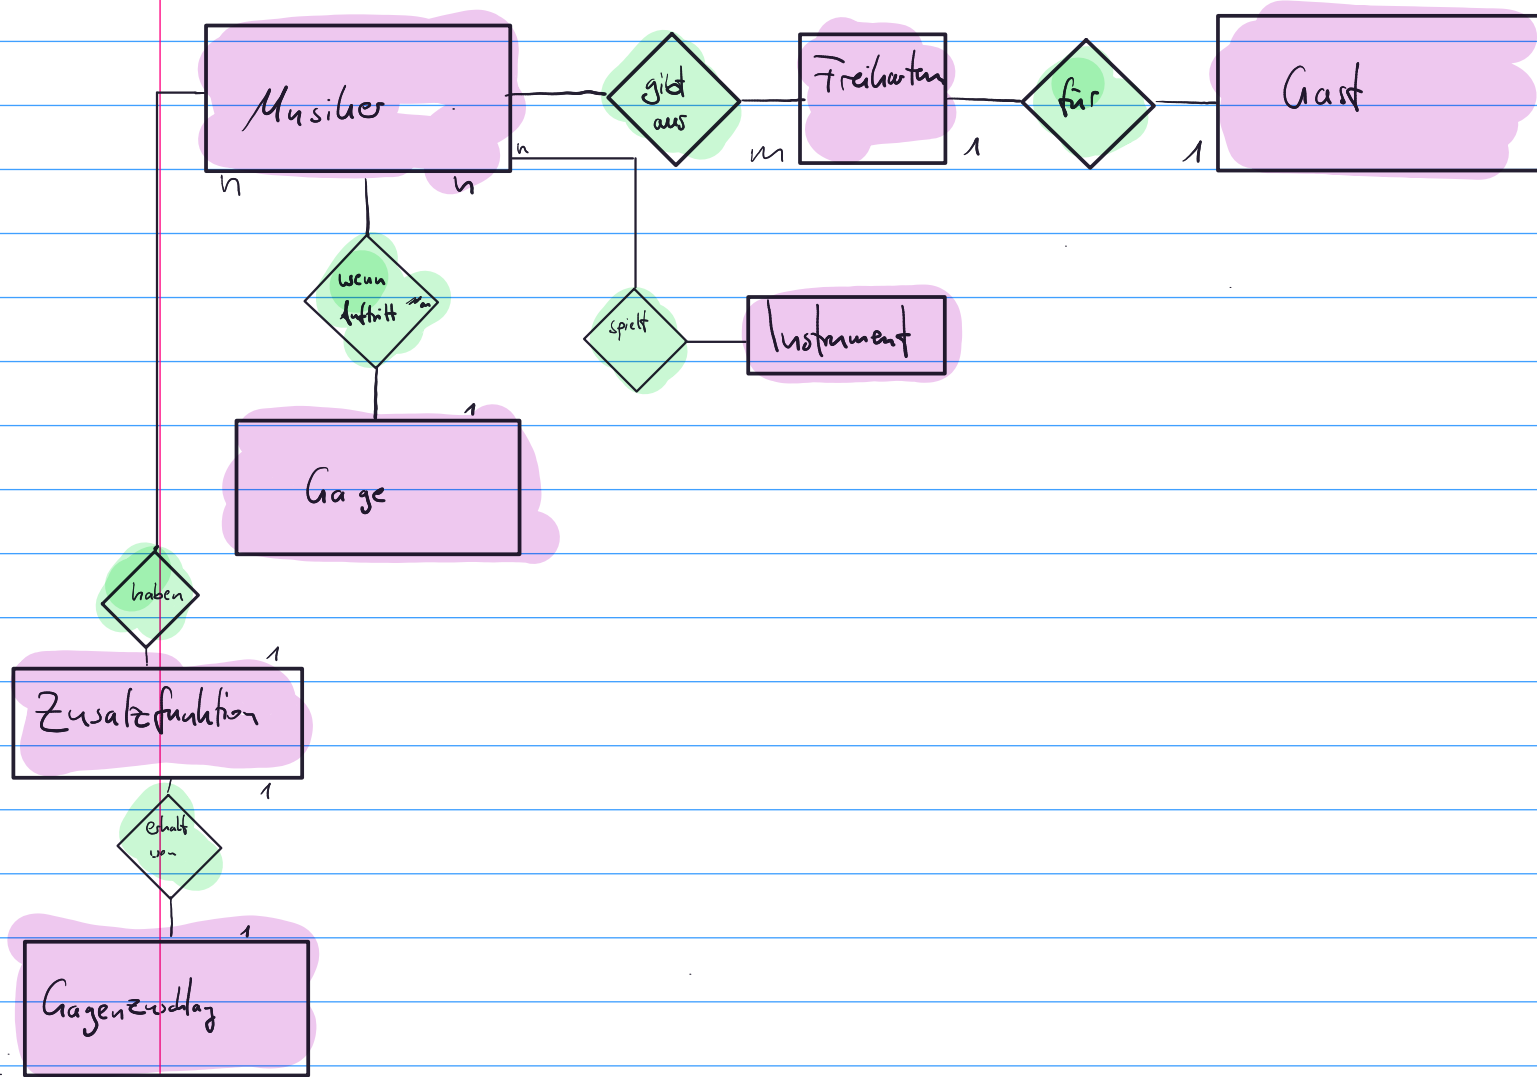 Musiker
gibt
aus
Freikarten
für
Gast
n
m
1
1
n
n
wenn
Auftritt
spielt
Instrument
1
Gage
haben
1
Zusatzfunktion
1
erhält
1
Gagenzuschlag